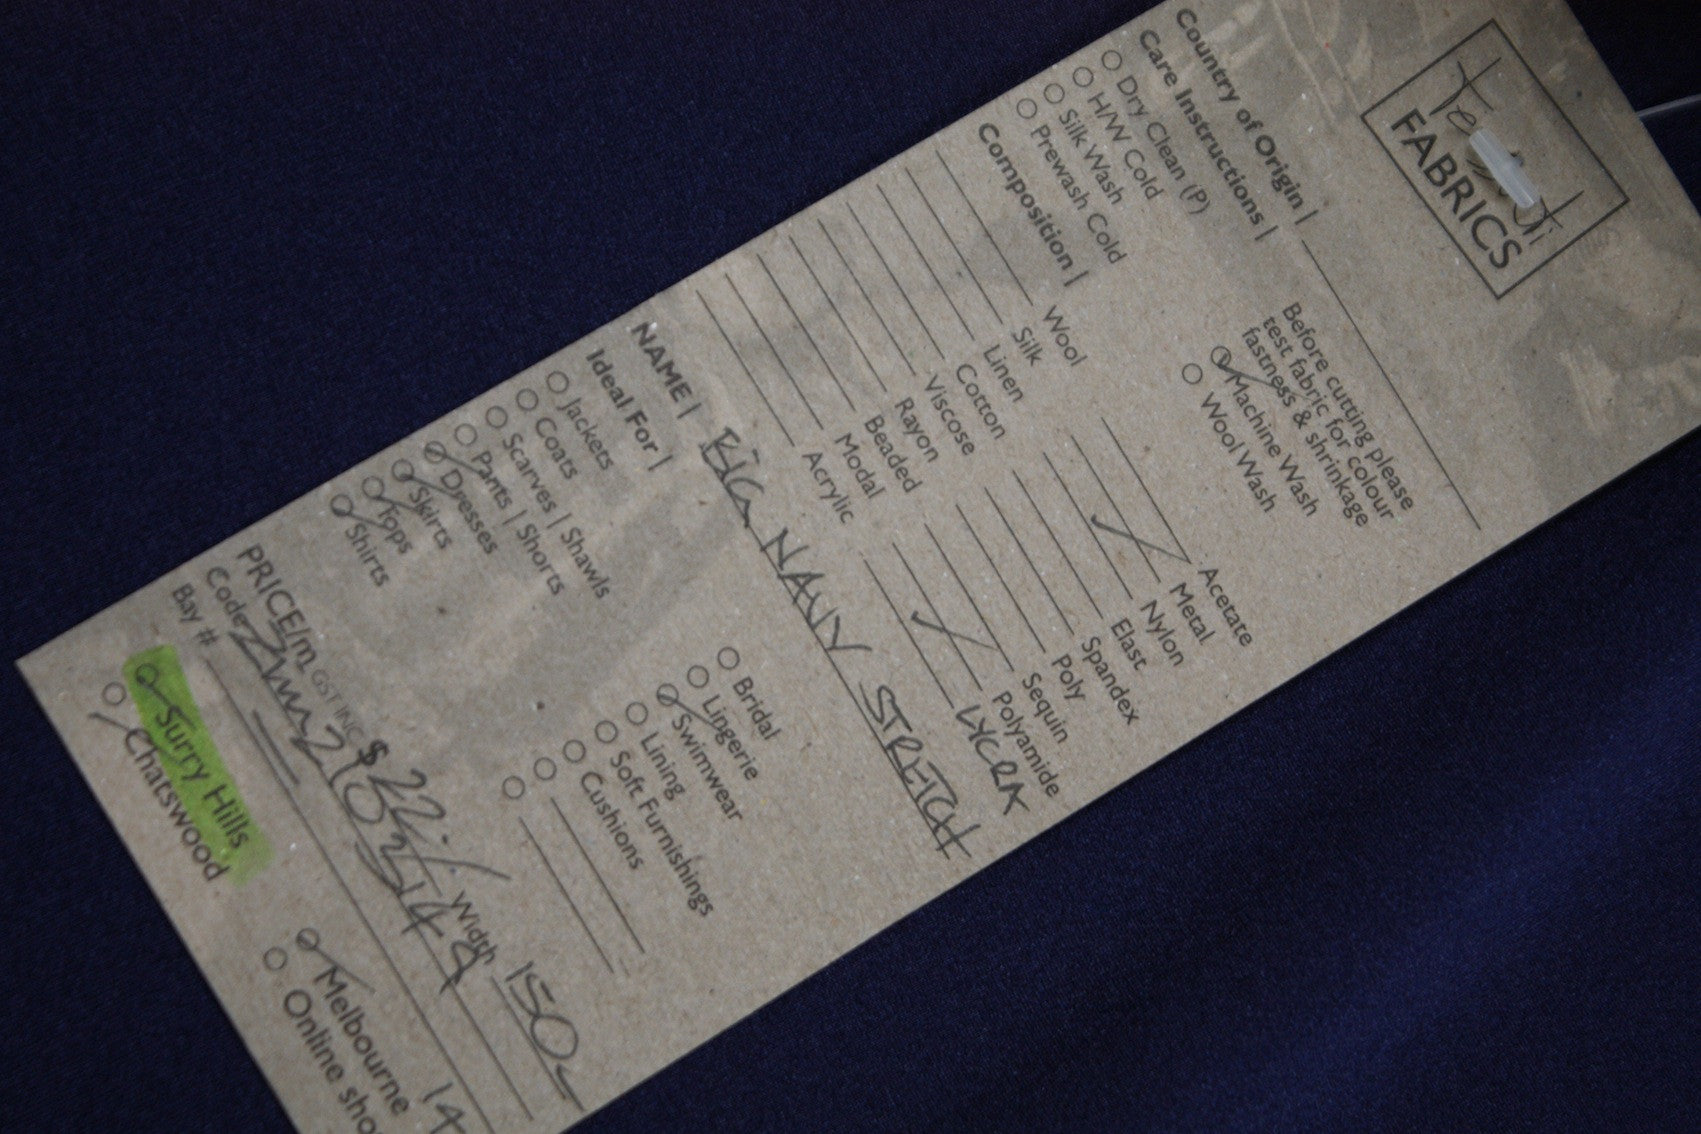 FABRICS
Country of Origin |
Care Instructions |
Dry Clean (P)
H/W Cold
Silk Wash
Prewash Cold
Before cutting please
test fabric for colour
fastness & shrinkage
Machine Wash
Wool Wash
Composition |
Wool
Silk
Linen
Cotton
Viscose
Rayon
Beaded
Modal
Acrylic
Acetate
Metal
Nylon
Elast
Spandex
Poly
Sequin
Polyamide
LYCRA
NAME | BIG NAVY STRETCH
Ideal For |
Jackets
Coats
Scarves | Shawls
Pants | Shorts
Dresses
Skirts
Tops
Shirts
Bridal
Lingerie
Swimwear
Lining
Soft Furnishings
Cushions
PRICE/m GST INC $ 22 Width 150
Code
Bay #
Surry Hills
Chatswood
Melbourne
Online sho
14